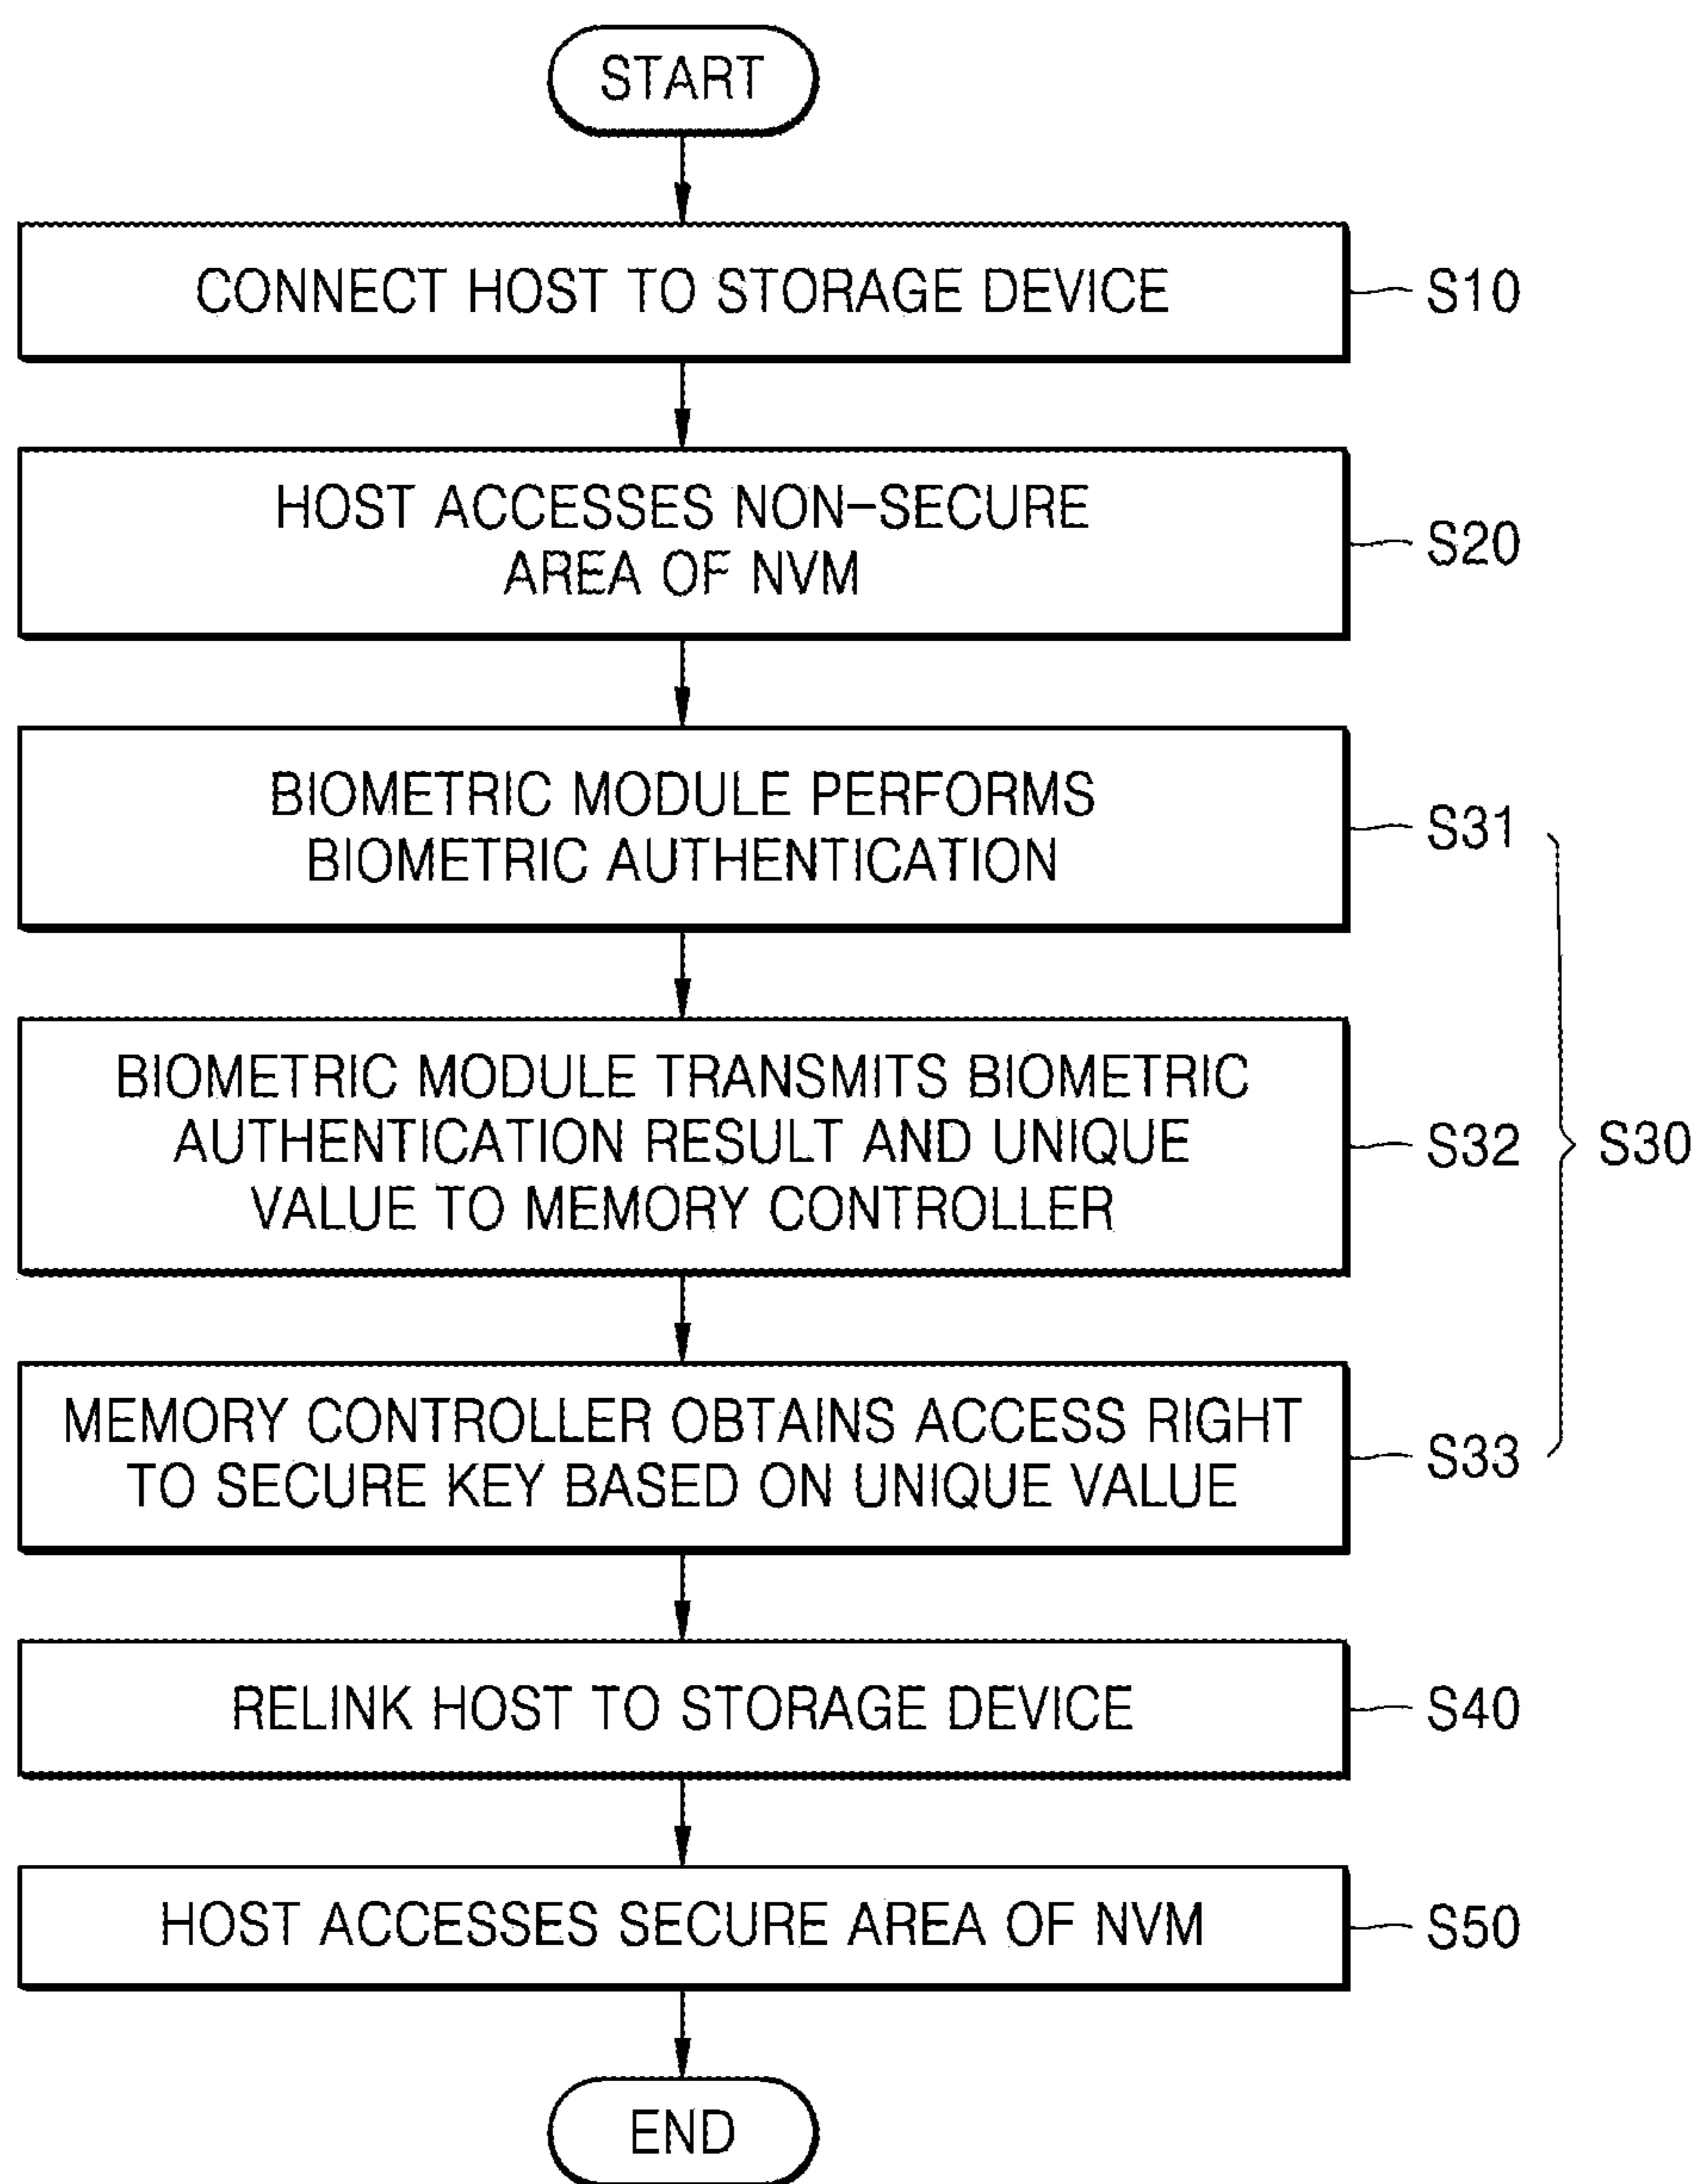 START
CONNECT HOST TO STORAGE DEVICE
S10
HOST ACCESSES NON-SECURE
AREA OF NVM
S20
BIOMETRIC MODULE PERFORMS
BIOMETRIC AUTHENTICATION
S31
BIOMETRIC MODULE TRANSMITS BIOMETRIC
AUTHENTICATION RESULT AND UNIQUE
VALUE TO MEMORY CONTROLLER
S32
S30
MEMORY CONTROLLER OBTAINS ACCESS RIGHT
TO SECURE KEY BASED ON UNIQUE VALUE
S33
RELINK HOST TO STORAGE DEVICE
S40
HOST ACCESSES SECURE AREA OF NVM
S50
END